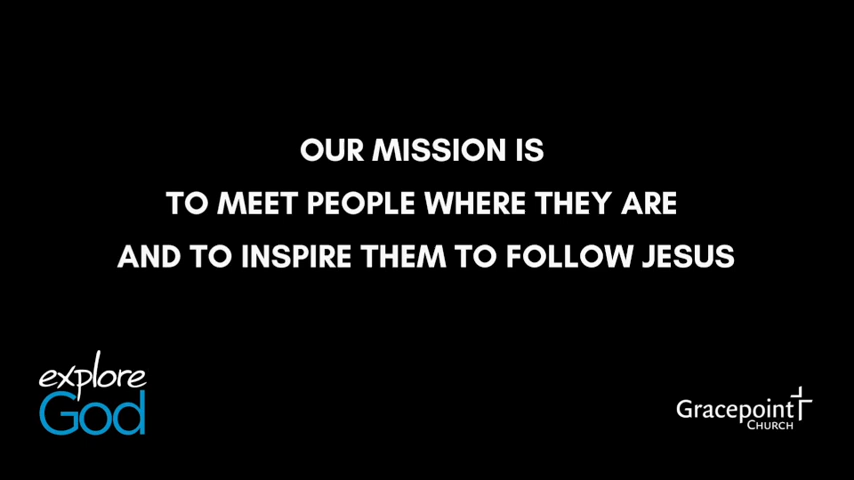 OUR MISSION IS
TO MEET PEOPLE WHERE THEY ARE
AND TO INSPIRE THEM TO FOLLOW JESUS
explore
God
Gracepoint
CHURCH